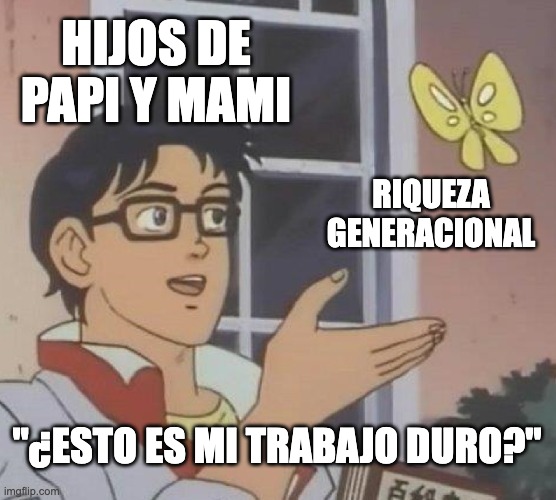 HIJOS DE
PAPI Y MAMI
RIQUEZA
GENERACIONAL
"¿ESTO ES MI TRABAJO DURO?"
imgflip.com